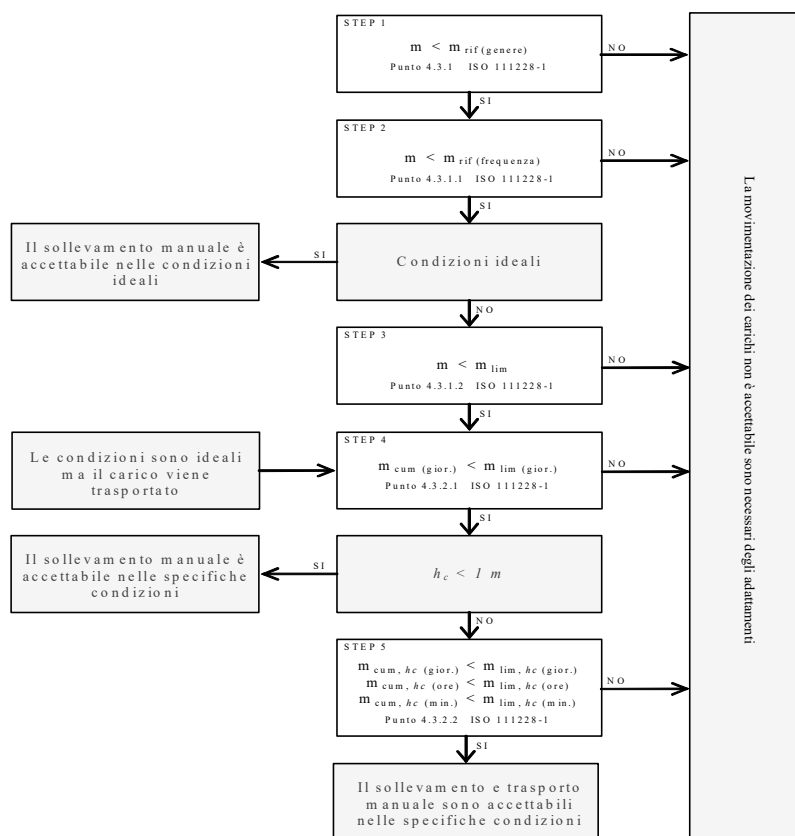 STEP 1
m < m rif (genere)
Punto 4.3.1 ISO 111228-1
NO
SI
STEP 2
m < m rif (frequenza)
Punto 4.3.1.1 ISO 111228-1
NO
SI
Il sollevamento manuale è
accettabile nelle condizioni
ideali
SI
Condizioni ideali
NO
STEP 3
m < m lim
Punto 4.3.1.2 ISO 111228-1
NO
SI
Le condizioni sono ideali
ma il carico viene
trasportato
STEP 4
m cum (gior.) < m lim (gior.)
Punto 4.3.2.1 ISO 111228-1
NO
SI
Il sollevamento manuale è
accettabile nelle specifiche
condizioni
SI
h c < 1 m
NO
STEP 5
m cum, hc (gior.) < m lim, hc (gior.)
m cum, hc (ore) < m lim, hc (ore)
m cum, hc (min.) < m lim, hc (min.)
Punto 4.3.2.2 ISO 111228-1
NO
SI
Il sollevamento e trasporto
manuale sono accettabili
nelle specifiche condizioni
La movimentazione dei carichi non è accettabile sono necessari degli adattamenti